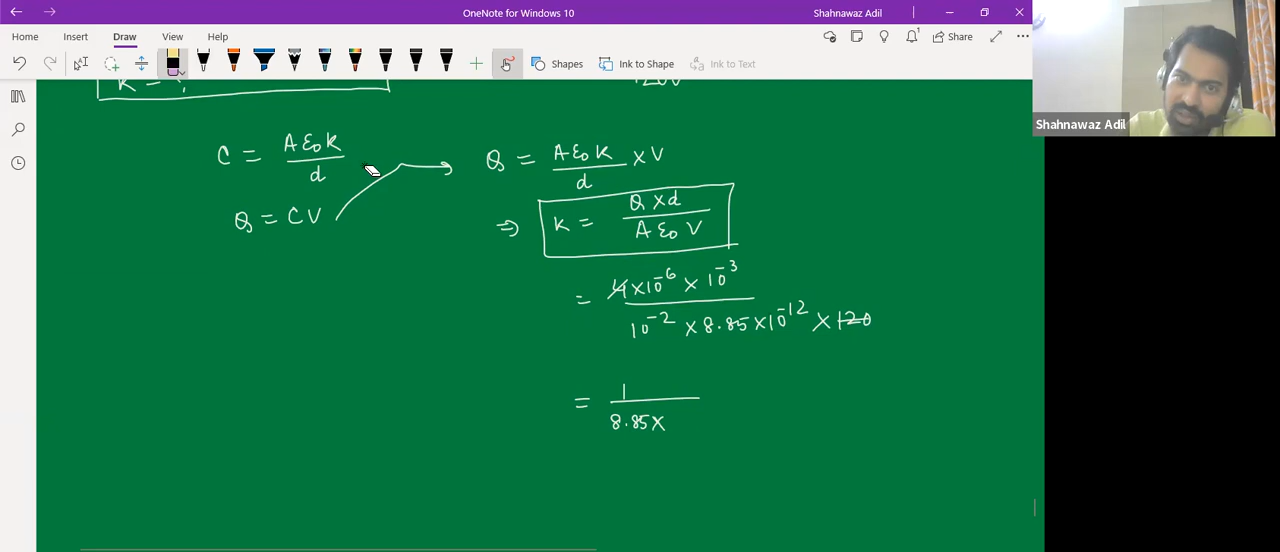 OneNote for Windows 10
Shahnawaz Adil
Home Insert Draw View Help
Shapes Ink to Shape Ink to Text Share
Shahnawaz Adil
K = ?
120V
C = Aε₀K / d
Q = CV
Q = Aε₀K / d × V
⇒ K = Q × d / A ε₀ V
= 4×10⁻⁶ × 10⁻³ / 10⁻² × 8.85×10⁻¹² × 120
= 1 / 8.85×